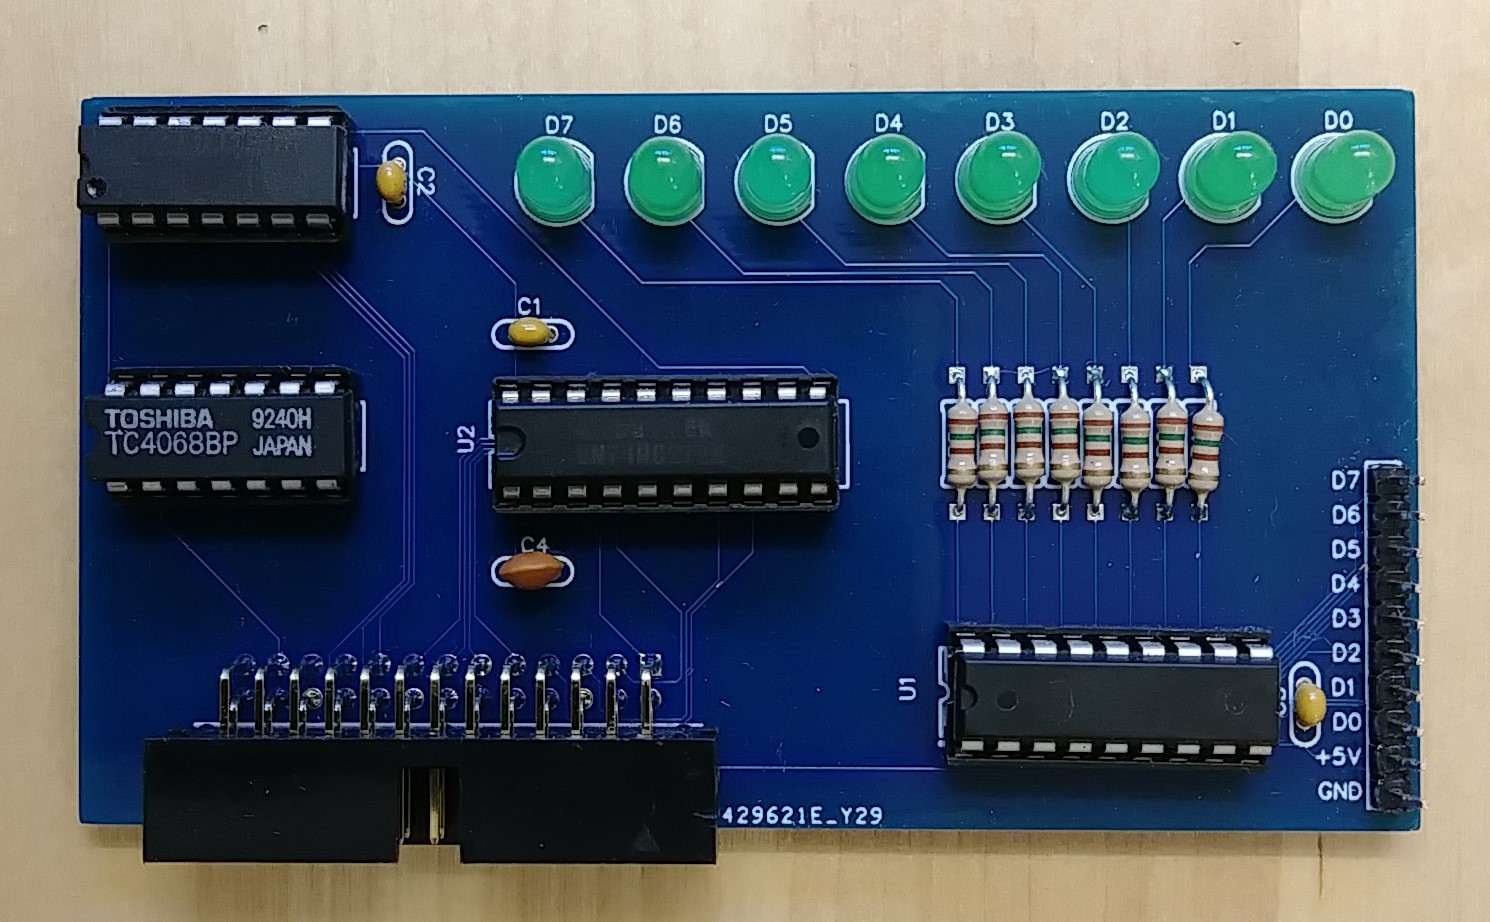 D7 D6 D5 D4 D3 D2 D1 D0
C2
C1
TOSHIBA 9240H
TC4068BP JAPAN
U2
C4
D7
D6
D5
D4
D3
D2
D1
D0
+5V
GND
U1
429621E_Y29